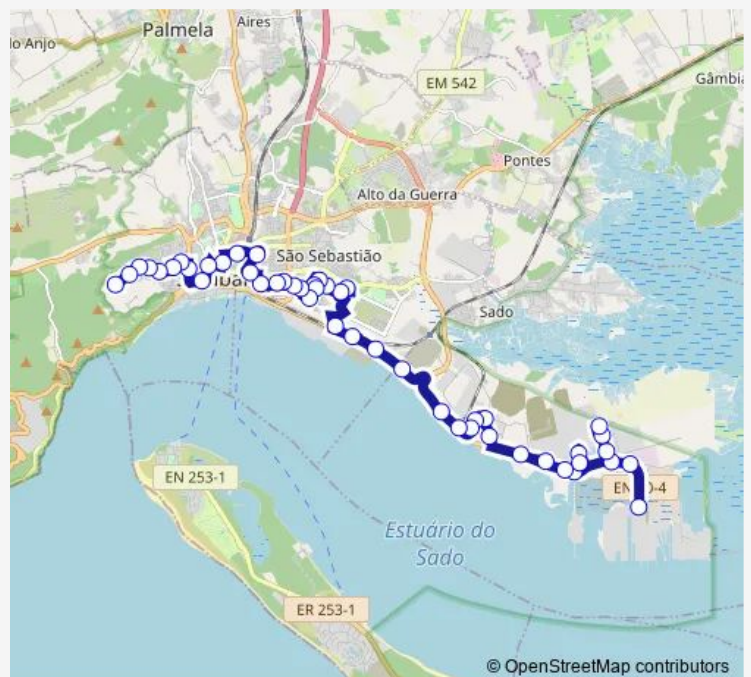 Palmela
Aires
lo Anjo
EM 542
Gâmbia
Pontes
Alto da Guerra
São Sebastião
Sado
EN 253-1
Estuário do
Sado
ER 253-1
© OpenStreetMap contributors